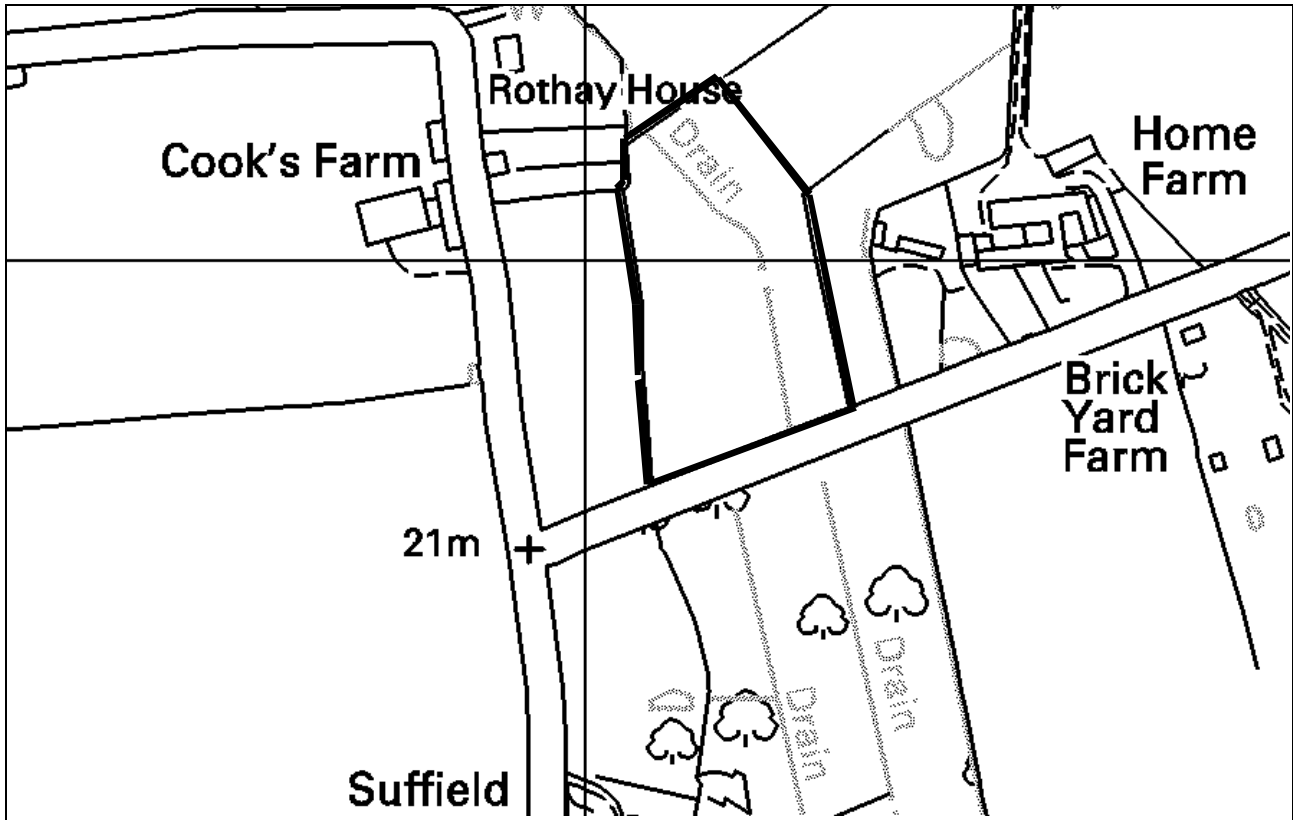 Rothay House
Drain
Cook's Farm
Home
Farm
Brick
Yard
Farm
21m
Drain
Drain
Suffield